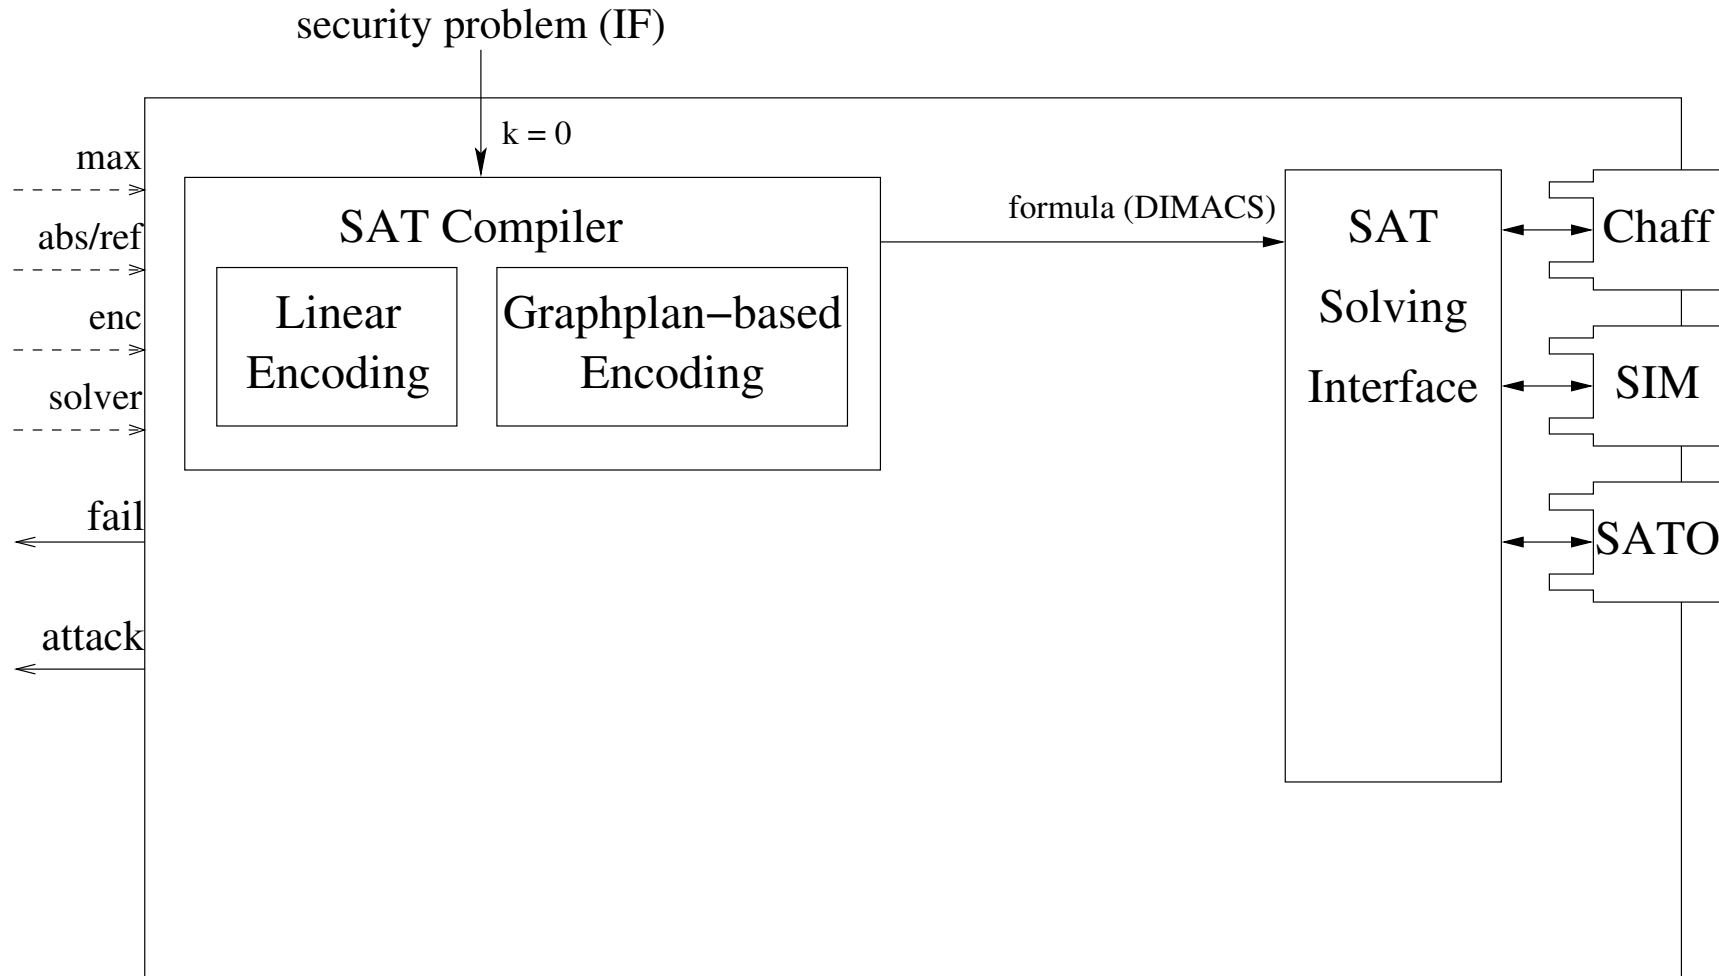 security problem (IF)
k = 0
max
abs/ref
enc
solver
fail
attack
SAT Compiler
Linear
Encoding
Graphplan−based
Encoding
formula (DIMACS)
SAT
Solving
Interface
Chaff
SIM
SATO